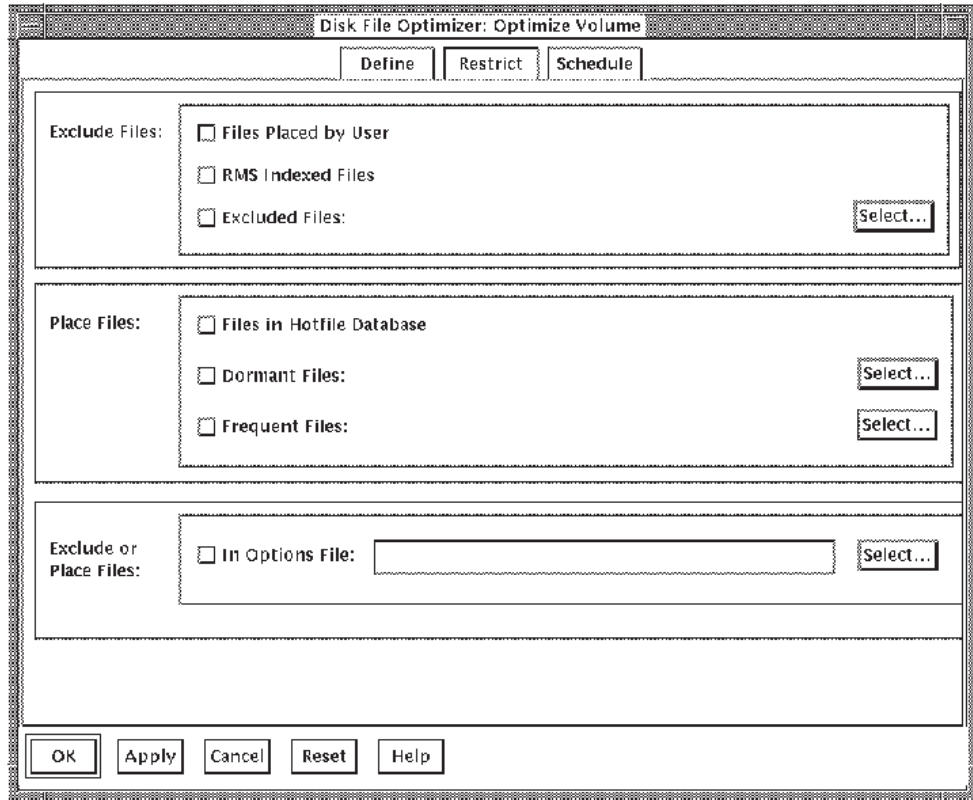 Disk File Optimizer: Optimize Volume
Define Restrict Schedule
Exclude Files:
Files Placed by User
RMS Indexed Files
Excluded Files: Select...
Place Files:
Files in Hotfile Database
Dormant Files: Select...
Frequent Files: Select...
Exclude or
Place Files:
In Options File: Select...
OK Apply Cancel Reset Help